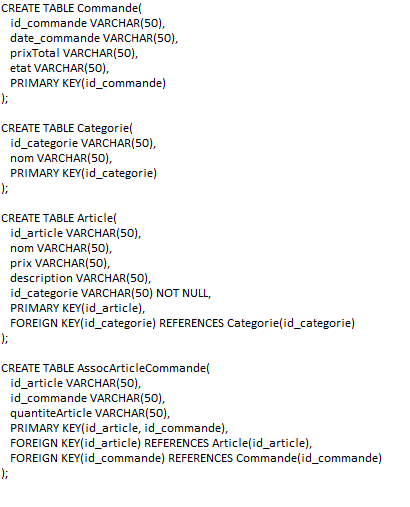 CREATE TABLE Commande(
   id_commande VARCHAR(50),
   date_commande VARCHAR(50),
   prixTotal VARCHAR(50),
   etat VARCHAR(50),
   PRIMARY KEY(id_commande)
);

CREATE TABLE Categorie(
   id_categorie VARCHAR(50),
   nom VARCHAR(50),
   PRIMARY KEY(id_categorie)
);

CREATE TABLE Article(
   id_article VARCHAR(50),
   nom VARCHAR(50),
   prix VARCHAR(50),
   description VARCHAR(50),
   id_categorie VARCHAR(50) NOT NULL,
   PRIMARY KEY(id_article),
   FOREIGN KEY(id_categorie) REFERENCES Categorie(id_categorie)
);

CREATE TABLE AssocArticleCommande(
   id_article VARCHAR(50),
   id_commande VARCHAR(50),
   quantiteArticle VARCHAR(50),
   PRIMARY KEY(id_article, id_commande),
   FOREIGN KEY(id_article) REFERENCES Article(id_article),
   FOREIGN KEY(id_commande) REFERENCES Commande(id_commande)
);